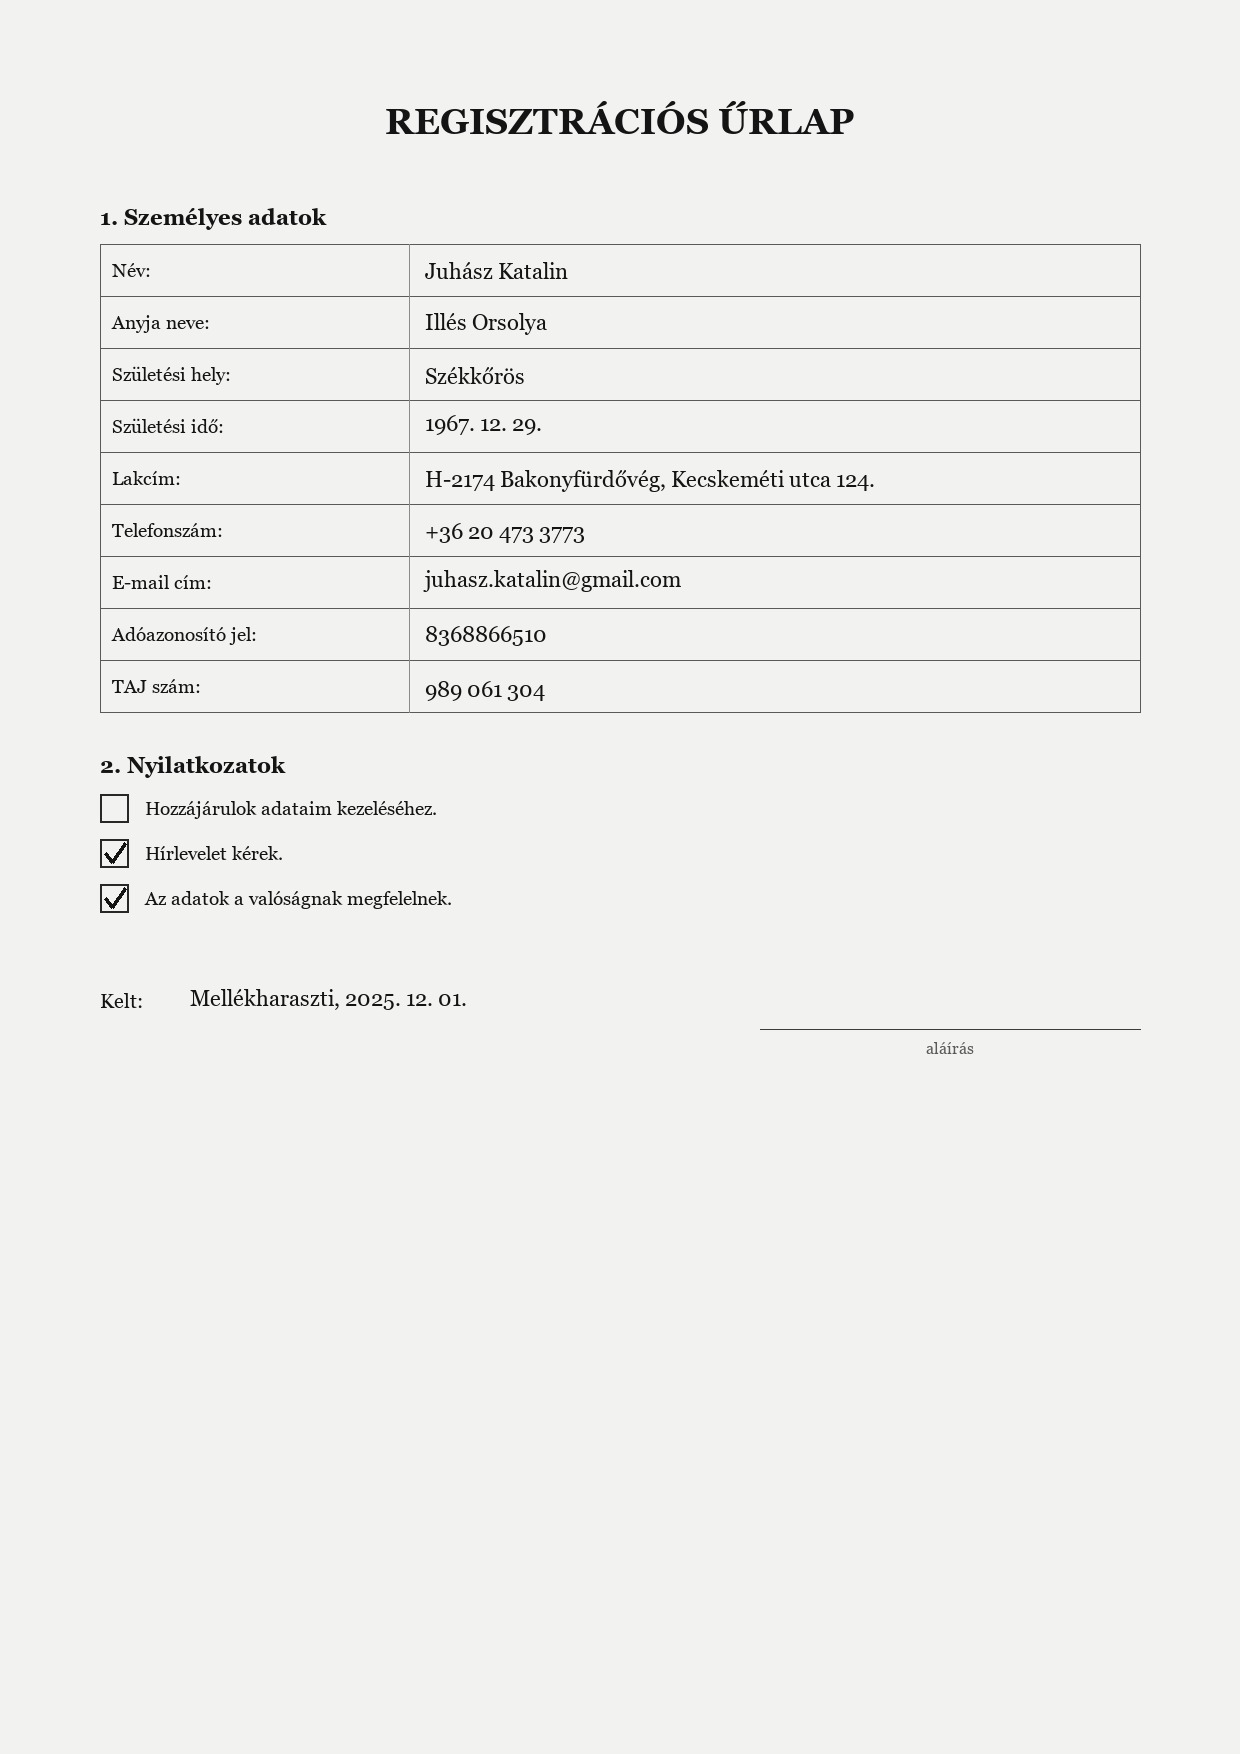 REGISZTRÁCIÓS ŰRLAP
1. Személyes adatok
Név: Juhász Katalin
Anyja neve: Illés Orsolya
Születési hely: Székkőrös
Születési idő: 1967. 12. 29.
Lakcím: H-2174 Bakonyfürdővég, Kecskeméti utca 124.
Telefonszám: +36 20 473 3773
E-mail cím: juhasz.katalin@gmail.com
Adóazonosító jel: 8368866510
TAJ szám: 989 061 304
2. Nyilatkozatok
Hozzájárulok adataim kezeléséhez.
Hírlevelet kérek.
Az adatok a valóságnak megfelelnek.
Kelt: Mellékharaszti, 2025. 12. 01.
aláírás